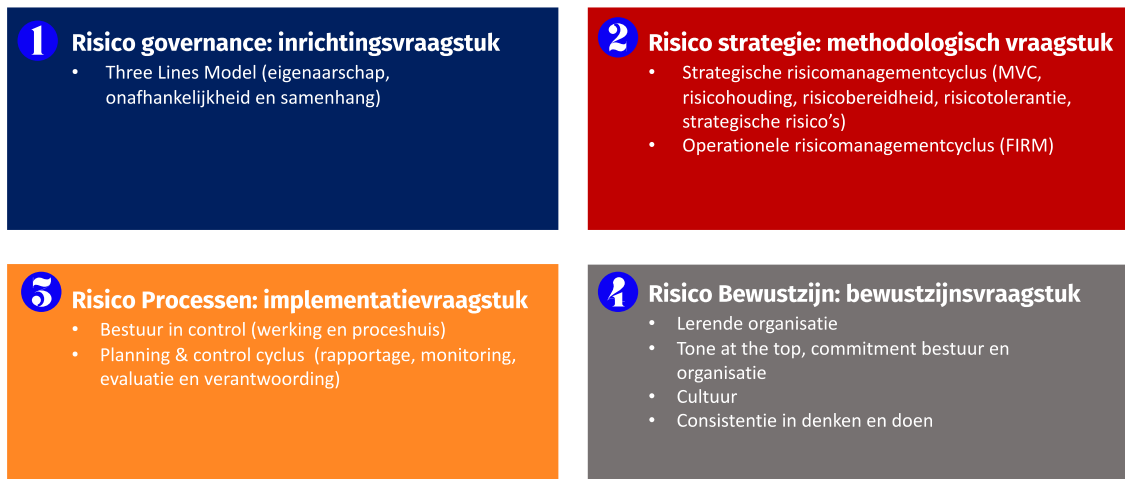 1 Risico governance: inrichtingsvraagstuk
• Three Lines Model (eigenaarschap,
onafhankelijkheid en samenhang)
2 Risico strategie: methodologisch vraagstuk
• Strategische risicomanagementcyclus (MVC,
risicohouding, risicobereidheid, risicotolerantie,
strategische risico’s)
• Operationele risicomanagementcyclus (FIRM)
3 Risico Processen: implementatievraagstuk
• Bestuur in control (werking en proceshuis)
• Planning & control cyclus (rapportage, monitoring,
evaluatie en verantwoording)
4 Risico Bewustzijn: bewustzijnsvraagstuk
• Lerende organisatie
• Tone at the top, commitment bestuur en
organisatie
• Cultuur
• Consistentie in denken en doen